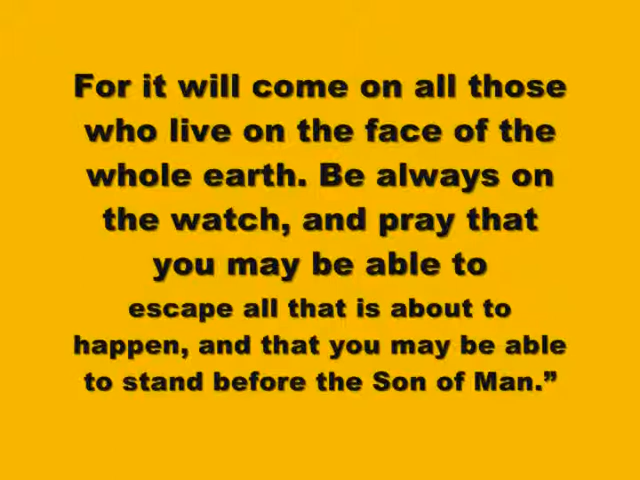 For it will come on all those
who live on the face of the
whole earth. Be always on
the watch, and pray that
you may be able to
escape all that is about to
happen, and that you may be able
to stand before the Son of Man.”